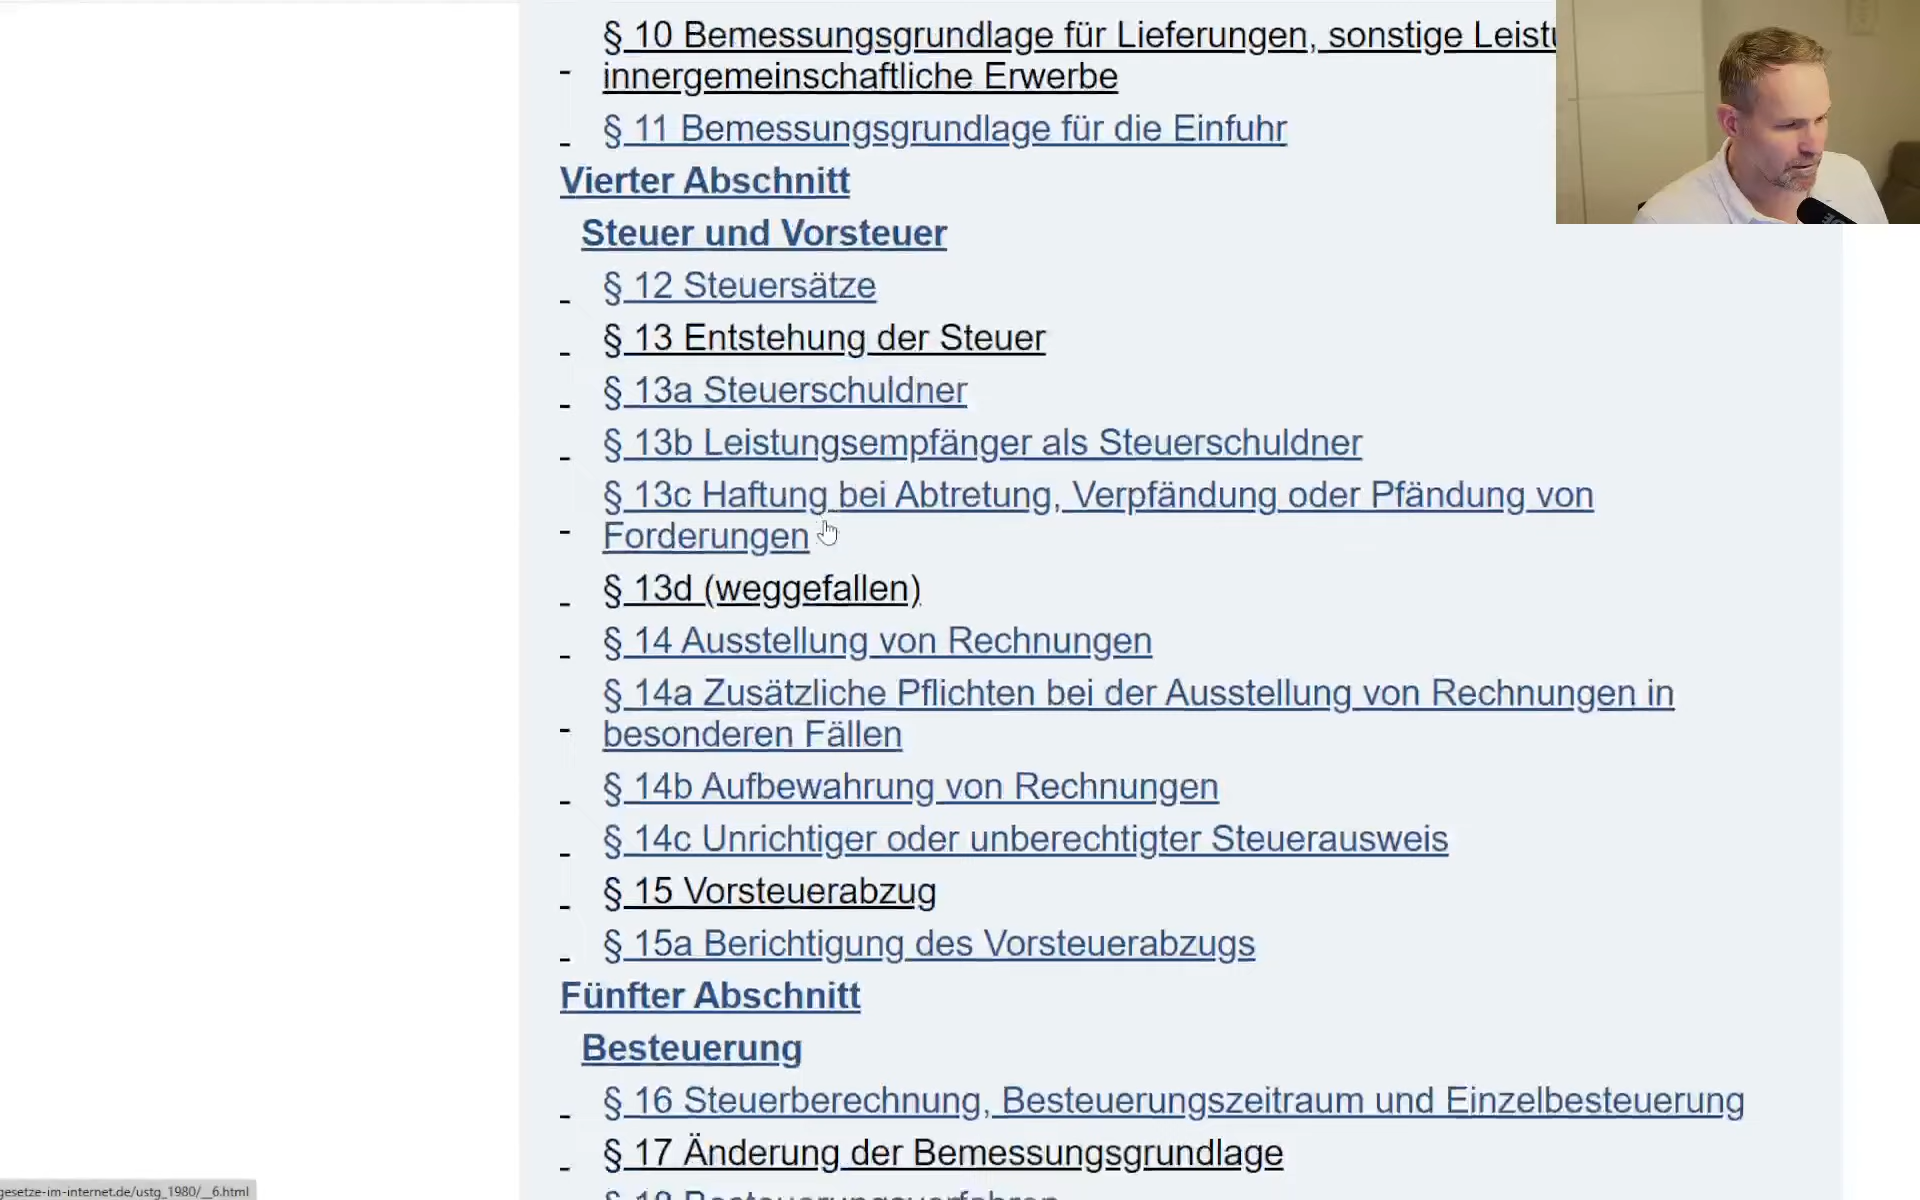 § 10 Bemessungsgrundlage für Lieferungen, sonstige
innergemeinschaftliche Erwerbe
§ 11 Bemessungsgrundlage für die Einfuhr
Vierter Abschnitt
Steuer und Vorsteuer
§ 12 Steuersätze
§ 13 Entstehung der Steuer
§ 13a Steuerschuldner
§ 13b Leistungsempfänger als Steuerschuldner
§ 13c Haftung bei Abtretung, Verpfändung oder Pfändung von
Forderungen
§ 13d (weggefallen)
§ 14 Ausstellung von Rechnungen
§ 14a Zusätzliche Pflichten bei der Ausstellung von Rechnungen in
besonderen Fällen
§ 14b Aufbewahrung von Rechnungen
§ 14c Unrichtiger oder unberechtigter Steuerausweis
§ 15 Vorsteuerabzug
§ 15a Berichtigung des Vorsteuerabzugs
Fünfter Abschnitt
Besteuerung
§ 16 Steuerberechnung, Besteuerungszeitraum und Einzelbesteuerung
§ 17 Änderung der Bemessungsgrundlage
§ 18 Besteuerungsverfahren
gesetze-im-internet.de/ustg_1980/__6.html